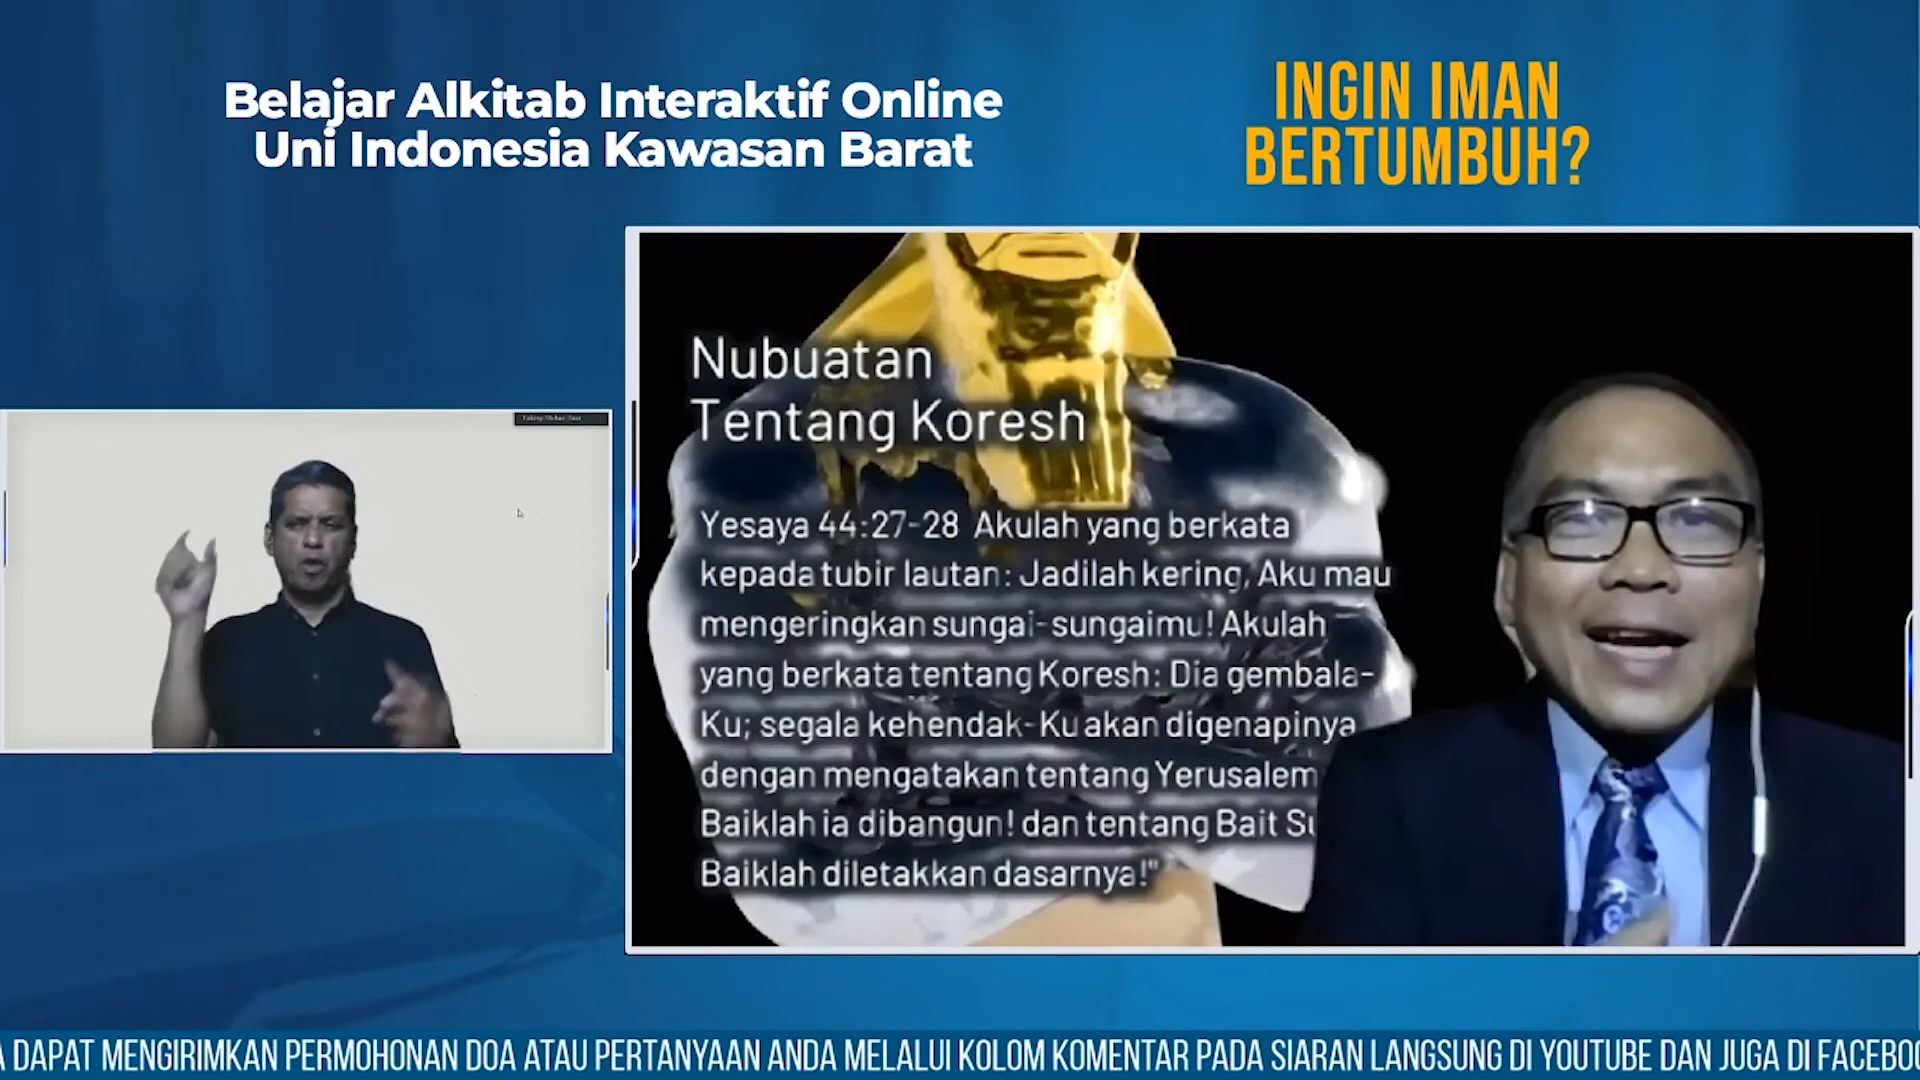 Belajar Alkitab Interaktif Online
Uni Indonesia Kawasan Barat
INGIN IMAN
BERTUMBUH?
Nubuatan
Tentang Koresh
Yesaya 44:27-28 Akulah yang berkata
kepada tubir lautan: Jadilah kering, Aku mau
mengeringkan sungai-sungaimu! Akulah
yang berkata tentang Koresh: Dia gembala-
Ku; segala kehendak-Ku akan digenapinya
dengan mengatakan tentang Yerusalem
Baiklah ia dibangun! dan tentang Bait Su
Baiklah diletakkan dasarnya!"
A DAPAT MENGIRIMKAN PERMOHONAN DOA ATAU PERTANYAAN ANDA MELALUI KOLOM KOMENTAR PADA SIARAN LANGSUNG DI YOUTUBE DAN JUGA DI FACEBOO